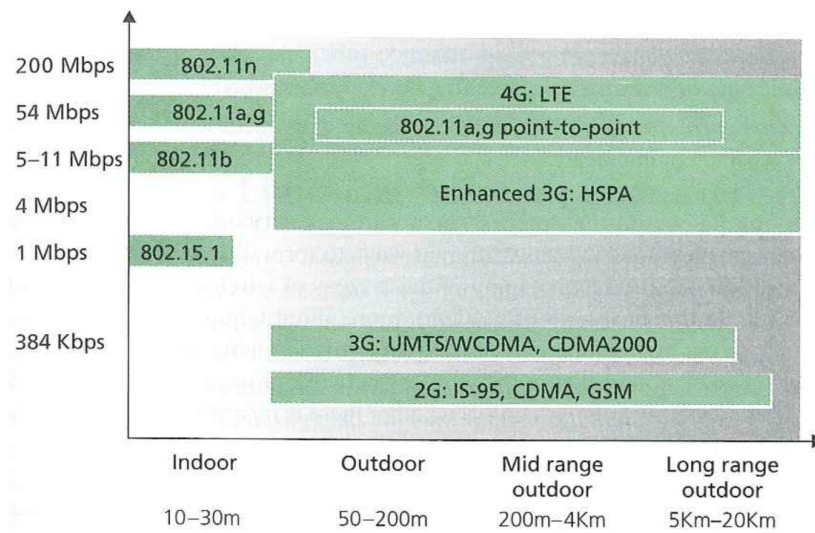 200 Mbps
802.11n
4G: LTE
54 Mbps
802.11a,g
802.11a,g point-to-point
5–11 Mbps
802.11b
Enhanced 3G: HSPA
4 Mbps
1 Mbps
802.15.1
384 Kbps
3G: UMTS/WCDMA, CDMA2000
2G: IS-95, CDMA, GSM
Indoor
Outdoor
Mid range
outdoor
Long range
outdoor
10–30m
50–200m
200m–4Km
5Km–20Km